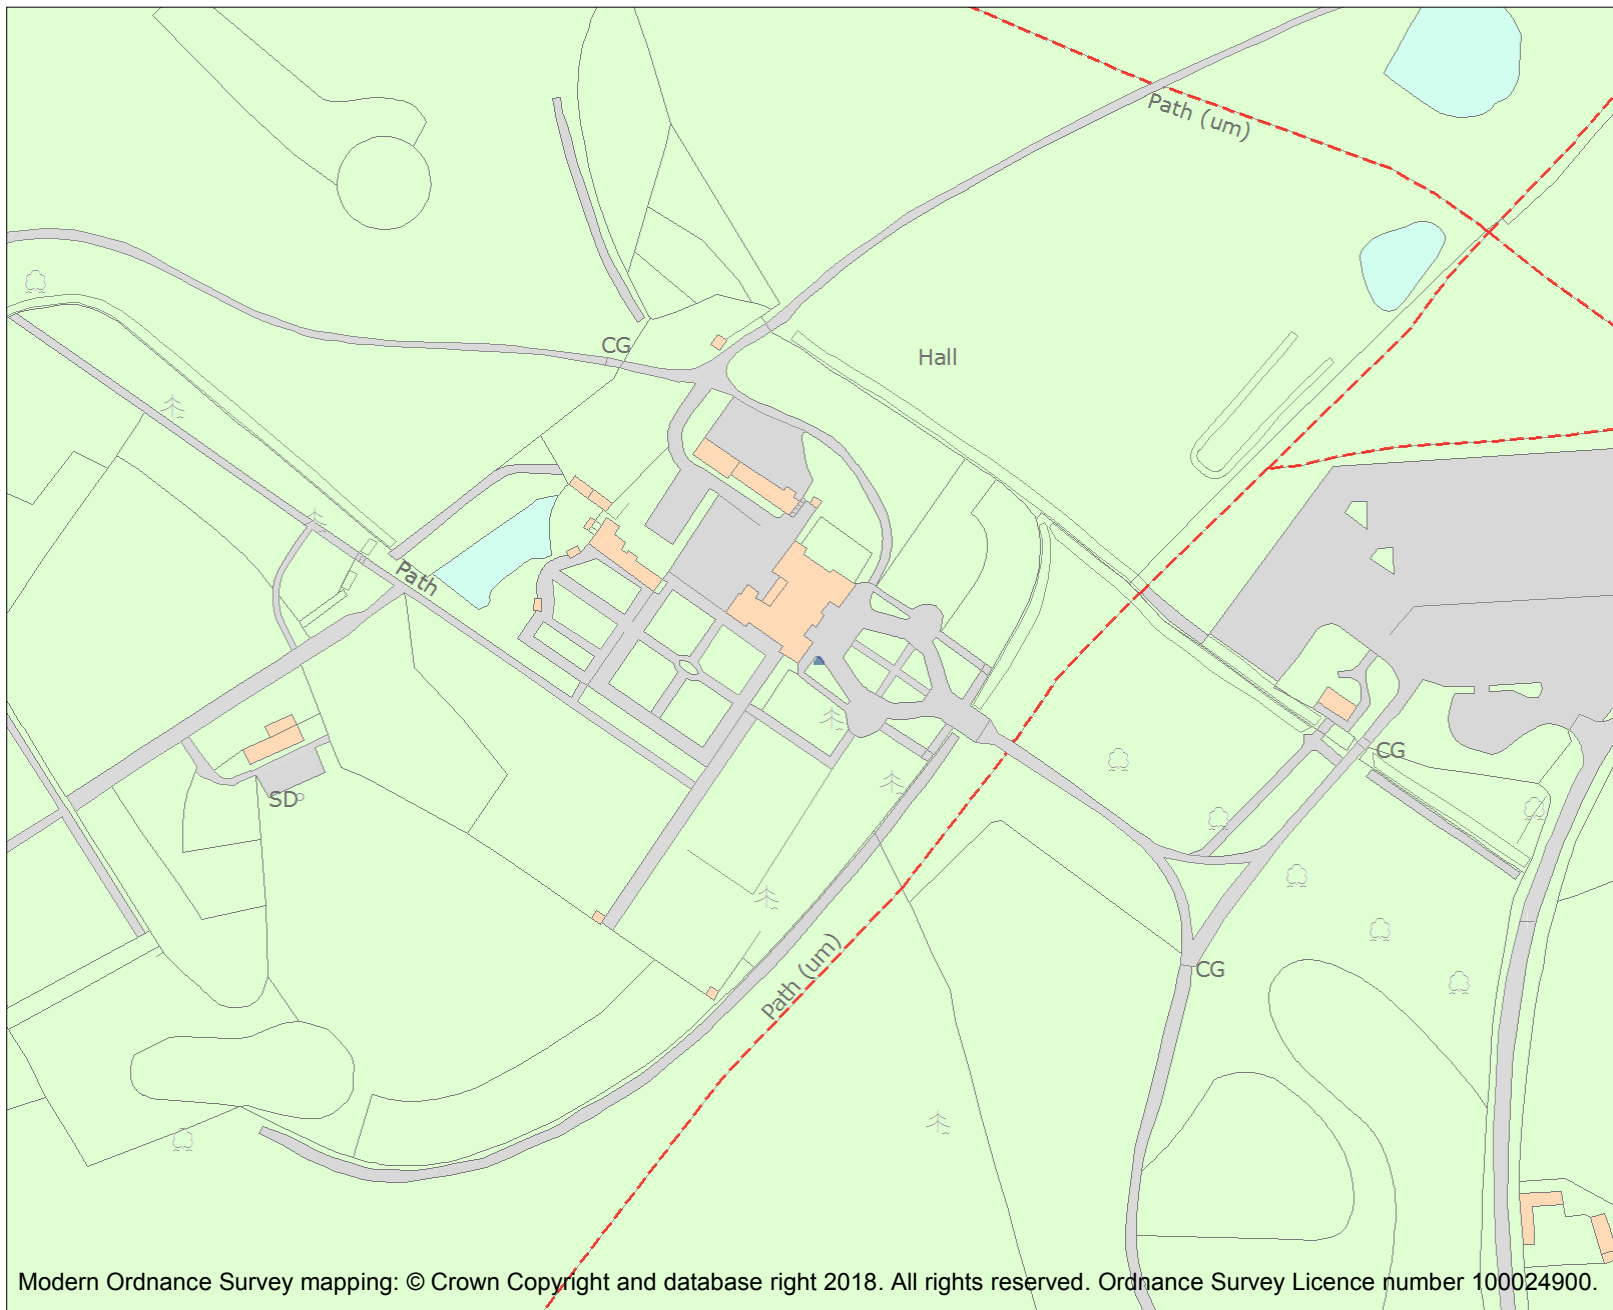 Path (um)
CG
Hall
Path
CG
SD
Path (um)
CG
Modern Ordnance Survey mapping: © Crown Copyright and database right 2018. All rights reserved. Ordnance Survey Licence number 100024900.